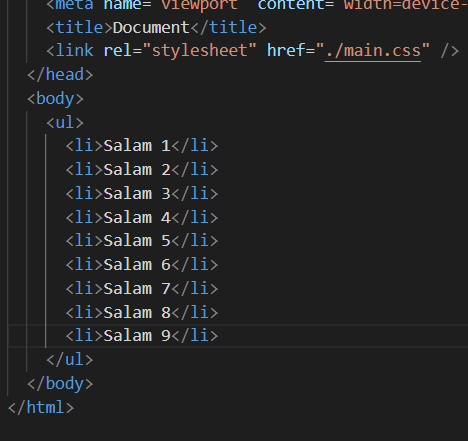 <meta name="viewport" content="width=device-
<title>Document</title>
<link rel="stylesheet" href="./main.css" />
</head>
<body>
<ul>
<li>Salam 1</li>
<li>Salam 2</li>
<li>Salam 3</li>
<li>Salam 4</li>
<li>Salam 5</li>
<li>Salam 6</li>
<li>Salam 7</li>
<li>Salam 8</li>
<li>Salam 9</li>
</ul>
</body>
</html>